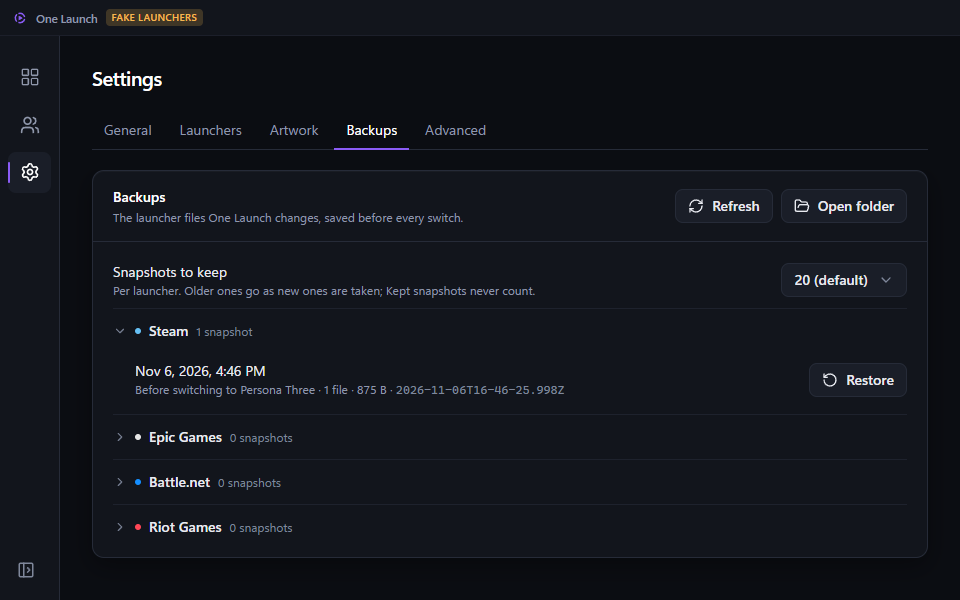 One Launch FAKE LAUNCHERS
Settings
General Launchers Artwork Backups Advanced
Backups
The launcher files One Launch changes, saved before every switch.
Refresh Open folder
Snapshots to keep
Per launcher. Older ones go as new ones are taken; Kept snapshots never count.
20 (default)
Steam 1 snapshot
Nov 6, 2026, 4:46 PM
Before switching to Persona Three · 1 file · 875 B · 2026-11-06T16-46-25.998Z
Restore
Epic Games 0 snapshots
Battle.net 0 snapshots
Riot Games 0 snapshots